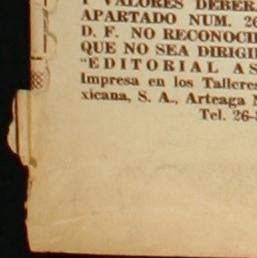 Y VALORES DEBER
APARTADO NUM. 26
D. F. NO RECONOCI
QUE NO SEA DIRIGI
"EDITORIAL AS
Impresa en los Talleres
xicana, S. A., Arteaga
Tel. 26-